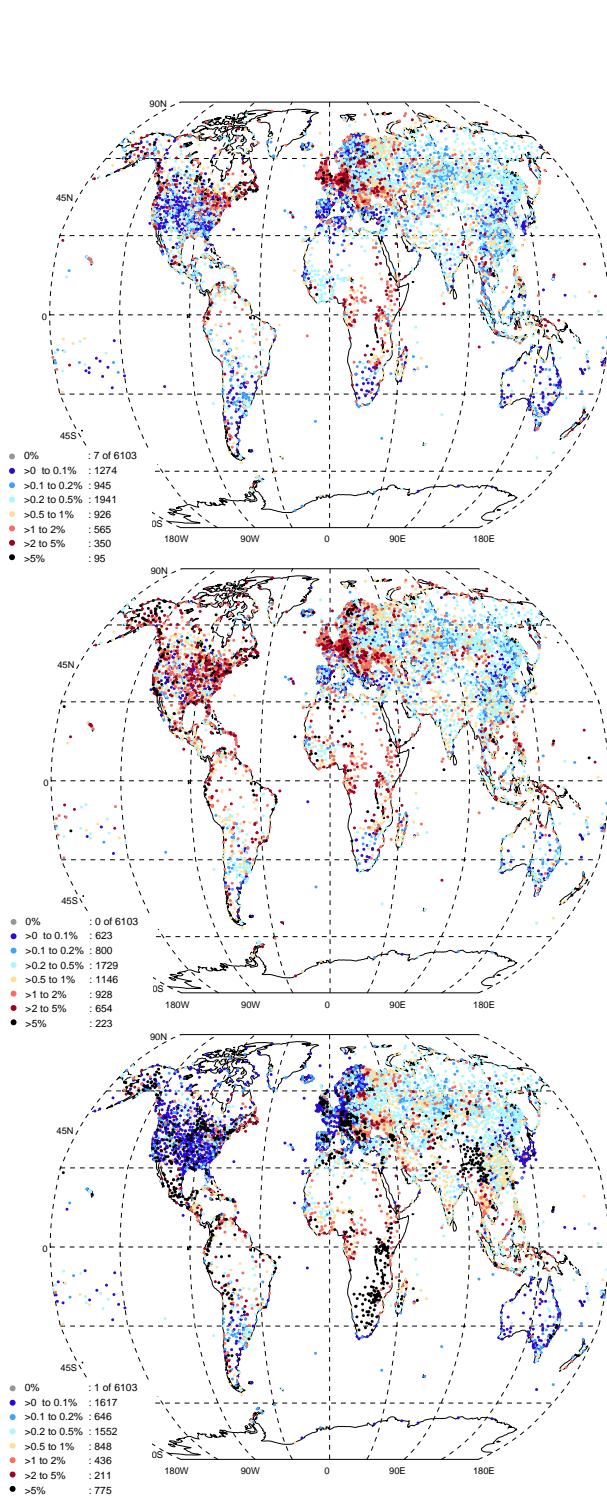 90N
45N
0
45S
0S
180W 90W 0 90E 180E
0% : 7 of 6103
>0 to 0.1% : 1274
>0.1 to 0.2% : 945
>0.2 to 0.5% : 1941
>0.5 to 1% : 926
>1 to 2% : 565
>2 to 5% : 350
>5% : 95
90N
45N
0
45S
0S
180W 90W 0 90E 180E
0% : 0 of 6103
>0 to 0.1% : 623
>0.1 to 0.2% : 800
>0.2 to 0.5% : 1729
>0.5 to 1% : 1146
>1 to 2% : 928
>2 to 5% : 654
>5% : 223
90N
45N
0
45S
0S
180W 90W 0 90E 180E
0% : 1 of 6103
>0 to 0.1% : 1617
>0.1 to 0.2% : 646
>0.2 to 0.5% : 1552
>0.5 to 1% : 848
>1 to 2% : 436
>2 to 5% : 211
>5% : 775